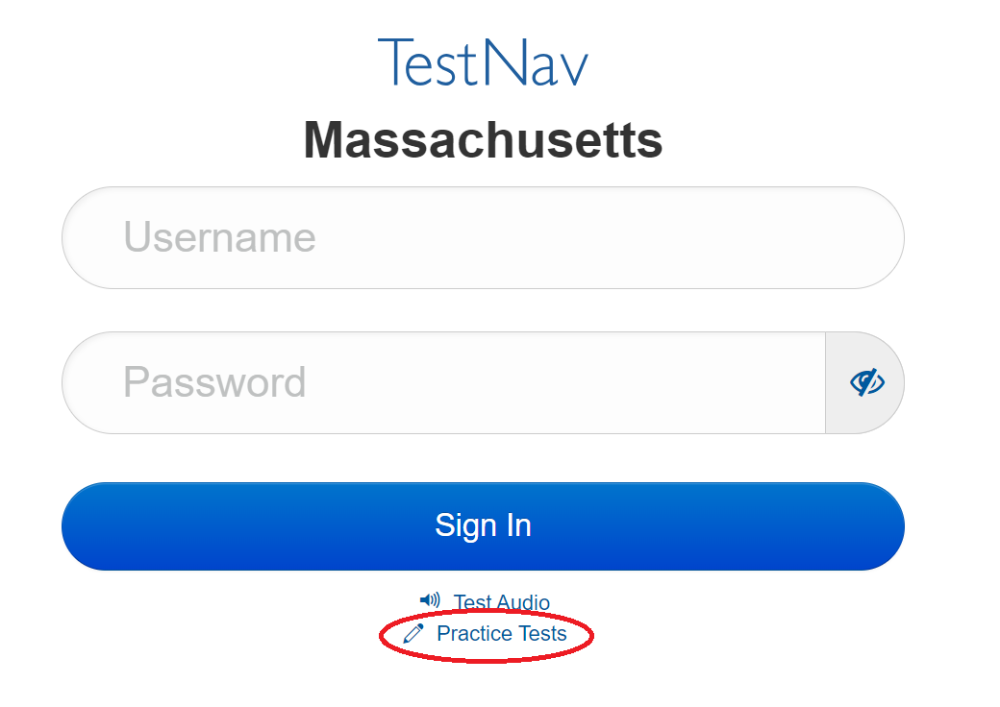 TestNav
Massachusetts
Username
Password
Sign In
Test Audio
Practice Tests